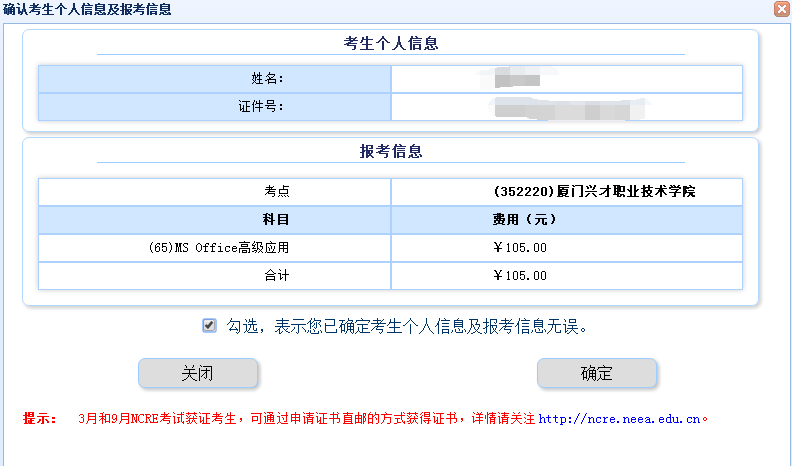 确认考生个人信息及报考信息
考生个人信息
姓名:
证件号:
报考信息
考点 (352220)厦门兴才职业技术学院
科目 费用（元）
(65)MS Office高级应用 ￥105.00
合计 ￥105.00
勾选，表示您已确定考生个人信息及报考信息无误。
关闭 确定
提示： 3月和9月NCRE考试获证考生，可通过申请证书直邮的方式获得证书，详情请关注 http://ncre.neea.edu.cn。